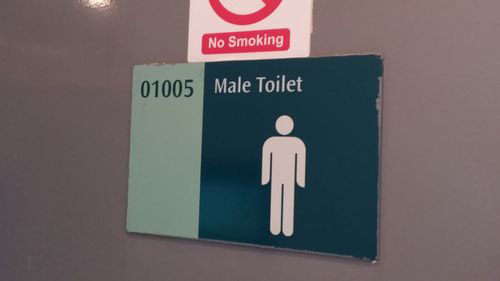 No Smoking
01005
Male Toilet